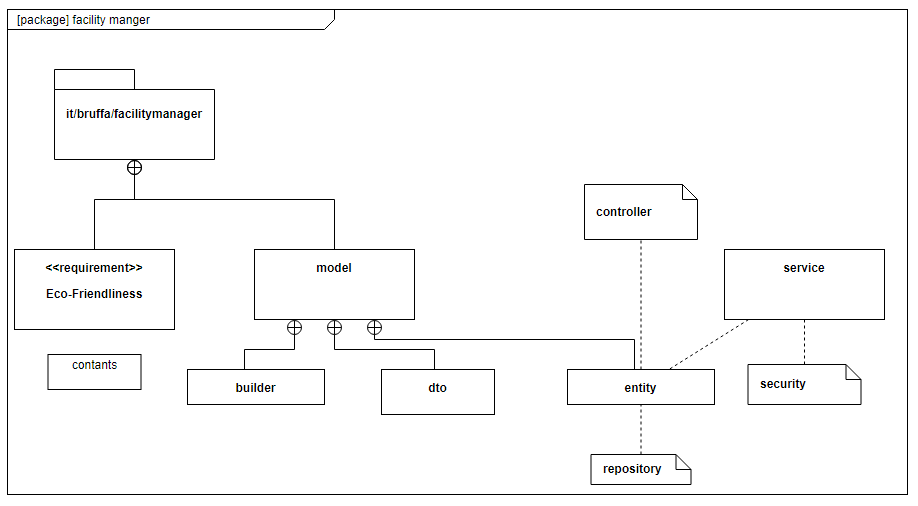 [package] facility manger
it/bruffa/facilitymanager
controller
<<requirement>>
Eco-Friendliness
model
service
contants
builder
dto
entity
security
repository